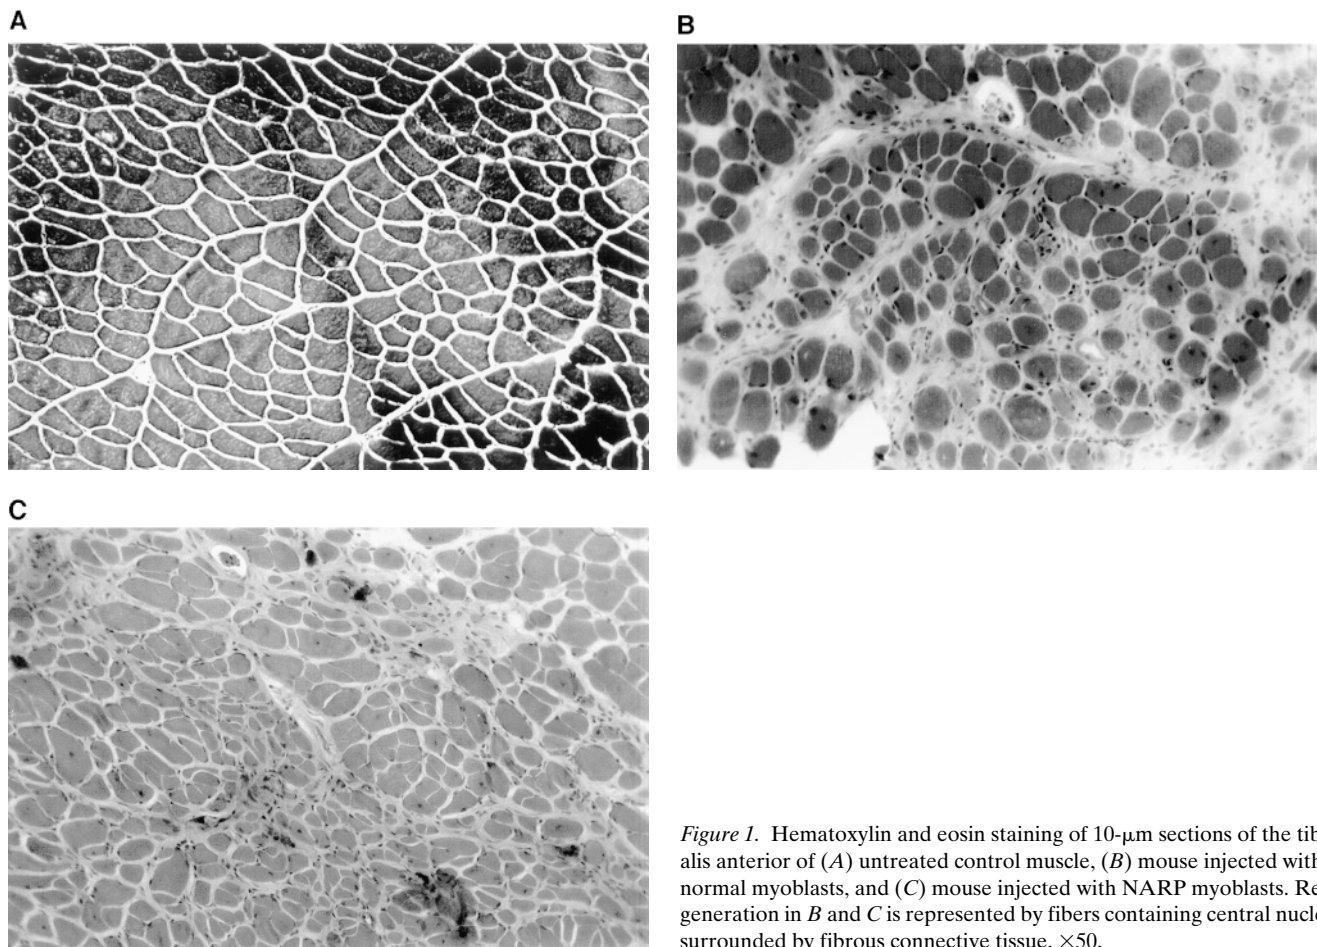 A
B
C
Figure 1. Hematoxylin and eosin staining of 10-μm sections of the tibi-
alis anterior of (A) untreated control muscle, (B) mouse injected with
normal myoblasts, and (C) mouse injected with NARP myoblasts. Re-
generation in B and C is represented by fibers containing central nuclei
surrounded by fibrous connective tissue. ×50.